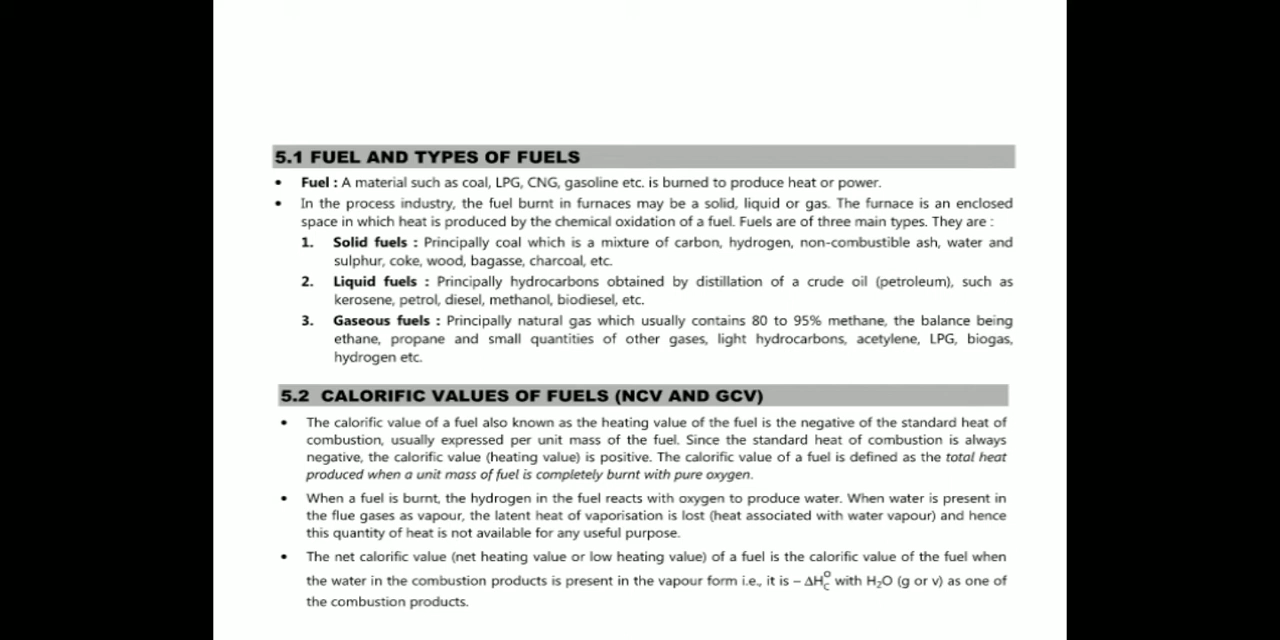 5.1 FUEL AND TYPES OF FUELS
• Fuel : A material such as coal, LPG, CNG, gasoline etc. is burned to produce heat or power.
• In the process industry, the fuel burnt in furnaces may be a solid, liquid or gas. The furnace is an enclosed
space in which heat is produced by the chemical oxidation of a fuel. Fuels are of three main types. They are :
1. Solid fuels : Principally coal which is a mixture of carbon, hydrogen, non-combustible ash, water and
sulphur, coke, wood, bagasse, charcoal, etc.
2. Liquid fuels : Principally hydrocarbons obtained by distillation of a crude oil (petroleum), such as
kerosene, petrol, diesel, methanol, biodiesel, etc.
3. Gaseous fuels : Principally natural gas which usually contains 80 to 95% methane, the balance being
ethane, propane and small quantities of other gases, light hydrocarbons, acetylene, LPG, biogas,
hydrogen etc.
5.2 CALORIFIC VALUES OF FUELS (NCV AND GCV)
• The calorific value of a fuel also known as the heating value of the fuel is the negative of the standard heat of
combustion, usually expressed per unit mass of the fuel. Since the standard heat of combustion is always
negative, the calorific value (heating value) is positive. The calorific value of a fuel is defined as the total heat
produced when a unit mass of fuel is completely burnt with pure oxygen.
• When a fuel is burnt, the hydrogen in the fuel reacts with oxygen to produce water. When water is present in
the flue gases as vapour, the latent heat of vaporisation is lost (heat associated with water vapour) and hence
this quantity of heat is not available for any useful purpose.
• The net calorific value (net heating value or low heating value) of a fuel is the calorific value of the fuel when
the water in the combustion products is present in the vapour form i.e., it is – ΔH°c with H₂O (g or v) as one of
the combustion products.